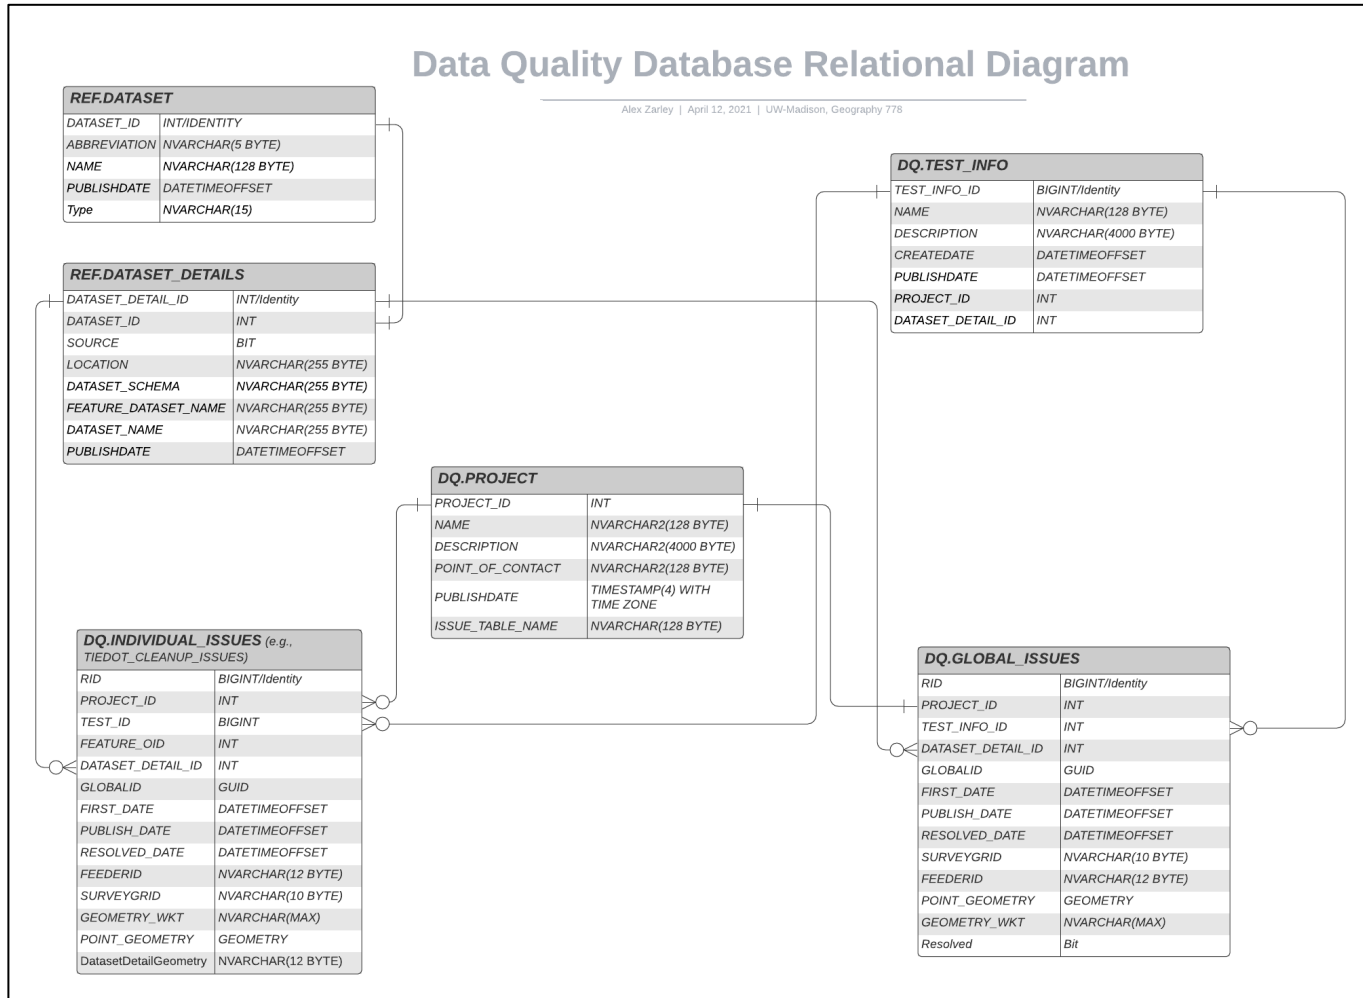 Data Quality Database Relational Diagram
Alex Zarley | April 12, 2021 | UW-Madison, Geography 778
REF.DATASET
DATASET_ID INT/IDENTITY
ABBREVIATION NVARCHAR(5 BYTE)
NAME NVARCHAR(128 BYTE)
PUBLISHDATE DATETIMEOFFSET
Type NVARCHAR(15)
REF.DATASET_DETAILS
DATASET_DETAIL_ID INT/Identity
DATASET_ID INT
SOURCE BIT
LOCATION NVARCHAR(255 BYTE)
DATASET_SCHEMA NVARCHAR(255 BYTE)
FEATURE_DATASET_NAME NVARCHAR(255 BYTE)
DATASET_NAME NVARCHAR(255 BYTE)
PUBLISHDATE DATETIMEOFFSET
DQ.TEST_INFO
TEST_INFO_ID BIGINT/Identity
NAME NVARCHAR(128 BYTE)
DESCRIPTION NVARCHAR(4000 BYTE)
CREATEDATE DATETIMEOFFSET
PUBLISHDATE DATETIMEOFFSET
PROJECT_ID INT
DATASET_DETAIL_ID INT
DQ.PROJECT
PROJECT_ID INT
NAME NVARCHAR2(128 BYTE)
DESCRIPTION NVARCHAR2(4000 BYTE)
POINT_OF_CONTACT NVARCHAR2(128 BYTE)
PUBLISHDATE TIMESTAMP(4) WITH
TIME ZONE
ISSUE_TABLE_NAME NVARCHAR(128 BYTE)
DQ.INDIVIDUAL_ISSUES (e.g.,
TIEDOT_CLEANUP_ISSUES)
RID BIGINT/Identity
PROJECT_ID INT
TEST_ID BIGINT
FEATURE_OID INT
DATASET_DETAIL_ID INT
GLOBALID GUID
FIRST_DATE DATETIMEOFFSET
PUBLISH_DATE DATETIMEOFFSET
RESOLVED_DATE DATETIMEOFFSET
FEEDERID NVARCHAR(12 BYTE)
SURVEYGRID NVARCHAR(10 BYTE)
GEOMETRY_WKT NVARCHAR(MAX)
POINT_GEOMETRY GEOMETRY
DatasetDetailGeometry NVARCHAR(12 BYTE)
DQ.GLOBAL_ISSUES
RID BIGINT/Identity
PROJECT_ID INT
TEST_INFO_ID INT
DATASET_DETAIL_ID INT
GLOBALID GUID
FIRST_DATE DATETIMEOFFSET
PUBLISH_DATE DATETIMEOFFSET
RESOLVED_DATE DATETIMEOFFSET
SURVEYGRID NVARCHAR(10 BYTE)
FEEDERID NVARCHAR(12 BYTE)
POINT_GEOMETRY GEOMETRY
GEOMETRY_WKT NVARCHAR(MAX)
Resolved Bit